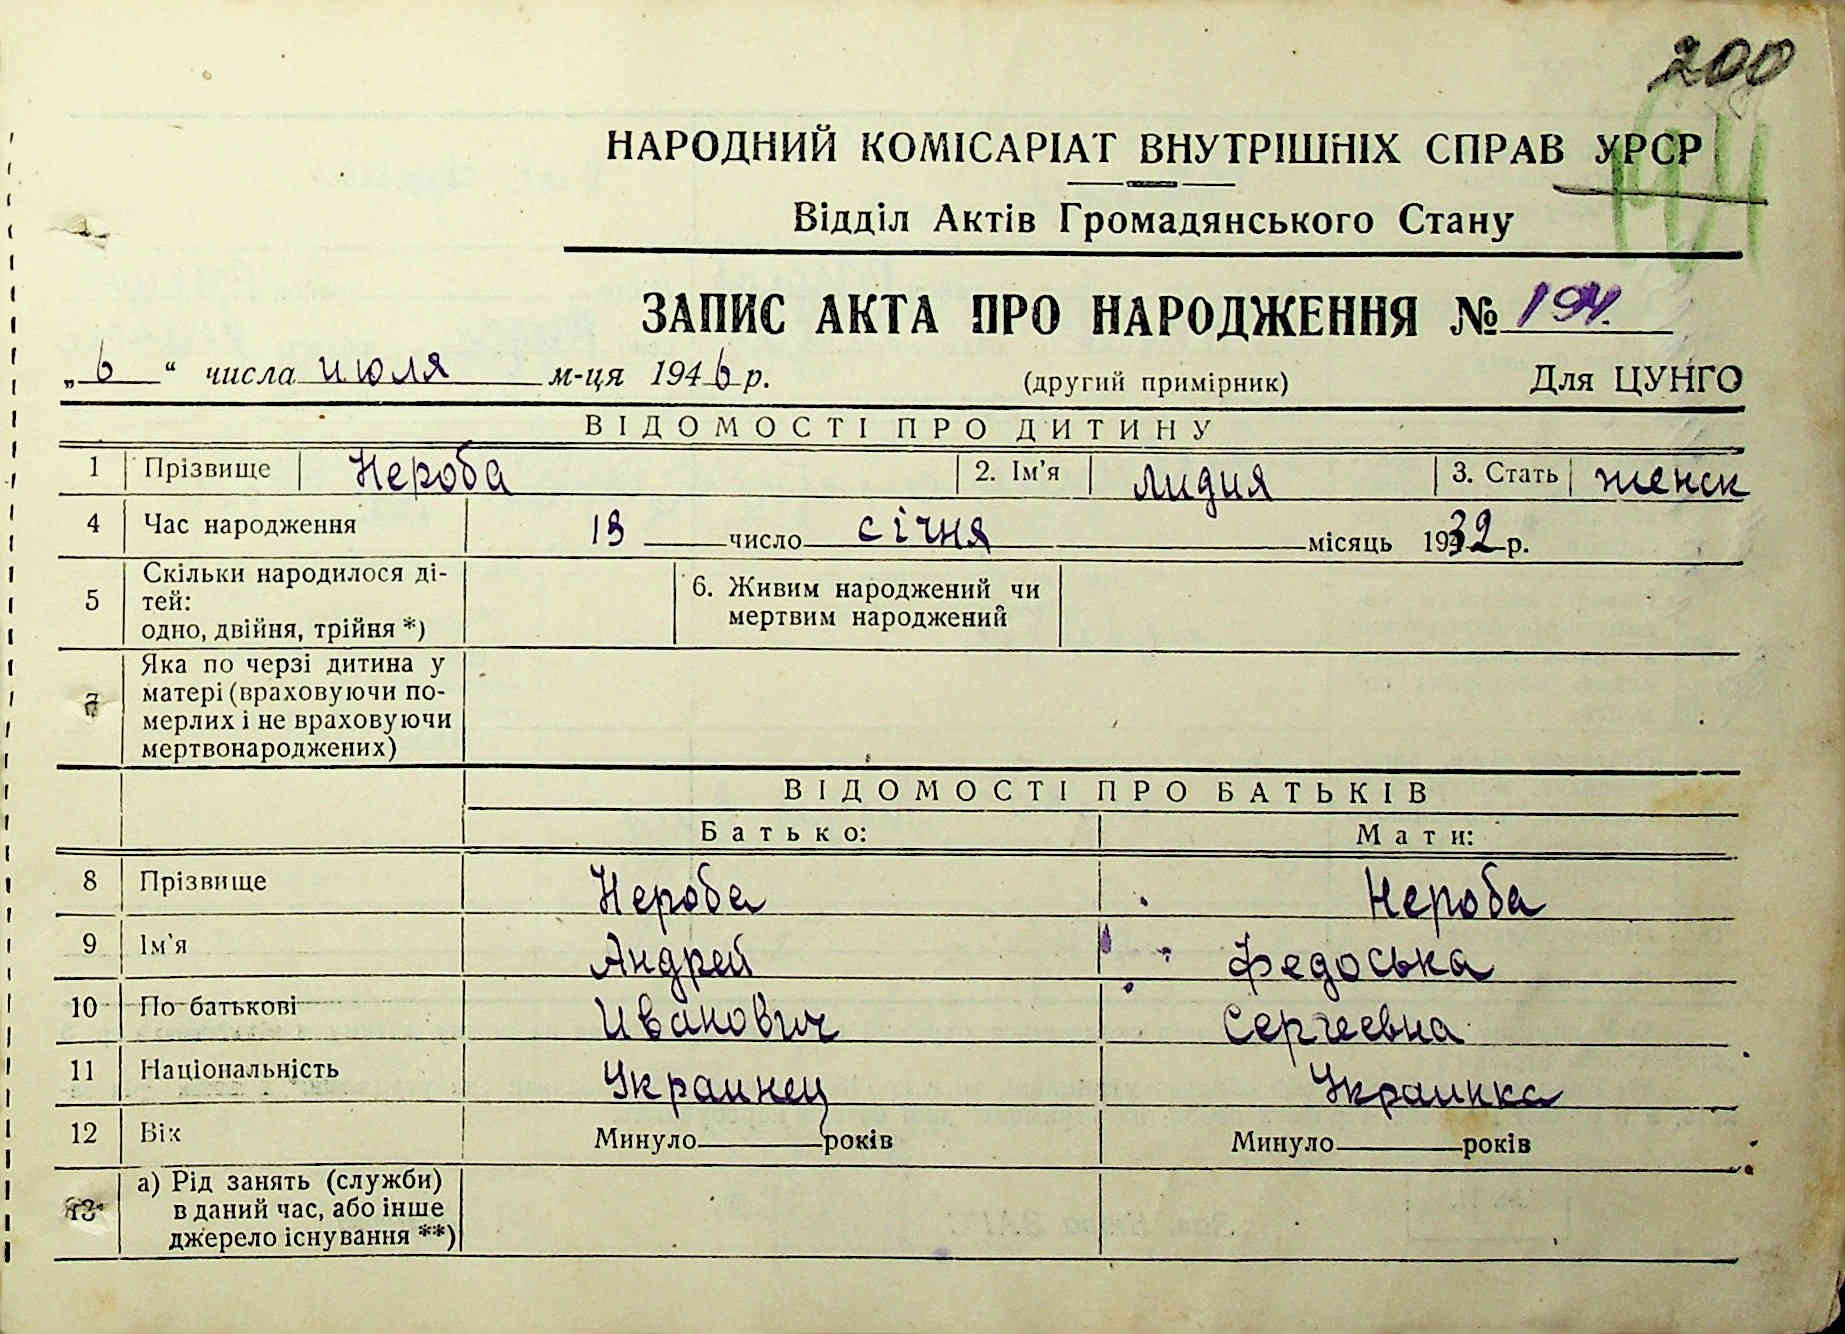 200
НАРОДНИЙ КОМІСАРІАТ ВНУТРІШНІХ СПРАВ УРСР
Відділ Актів Громадянського Стану
ЗАПИС АКТА ПРО НАРОДЖЕННЯ № 194.
„6“ числа июля м-ця 1946 р. (другий примірник) Для ЦУНГО
ВІДОМОСТІ ПРО ДИТИНУ
1 Прізвище Нероба 2. Ім’я Лидия 3. Стать женск
4 Час народження 19 число січня місяць 1932 р.
5 Скільки народилося ді-
тей:
одно, двійня, трійня *)
6. Живим народжений чи
мертвим народжений
7 Яка по черзі дитина у
матері (враховуючи по-
мерлих і не враховуючи
мертвонароджених)
ВІДОМОСТІ ПРО БАТЬКІВ
Батько: Мати:
8 Прізвище Нероба Нероба
9 Ім’я Андрей Федоська
10 По батькові Иванович Сергеевна
11 Національність Украинец Украинка
12 Вік Минуло років Минуло років
13 а) Рід занять (служби)
в даний час, або інше
джерело існування **)